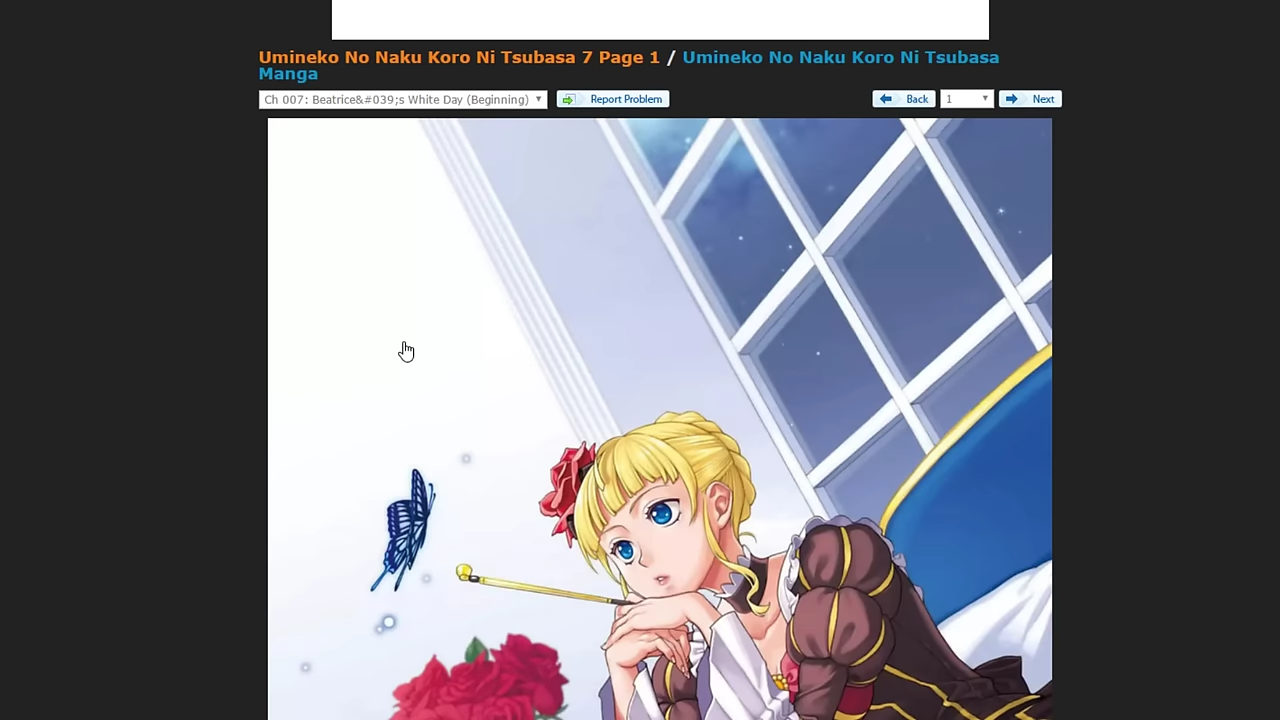 Umineko No Naku Koro Ni Tsubasa 7 Page 1 / Umineko No Naku Koro Ni Tsubasa
Manga
Ch 007: Beatrice&#039;s White Day (Beginning) Report Problem Back 1 Next